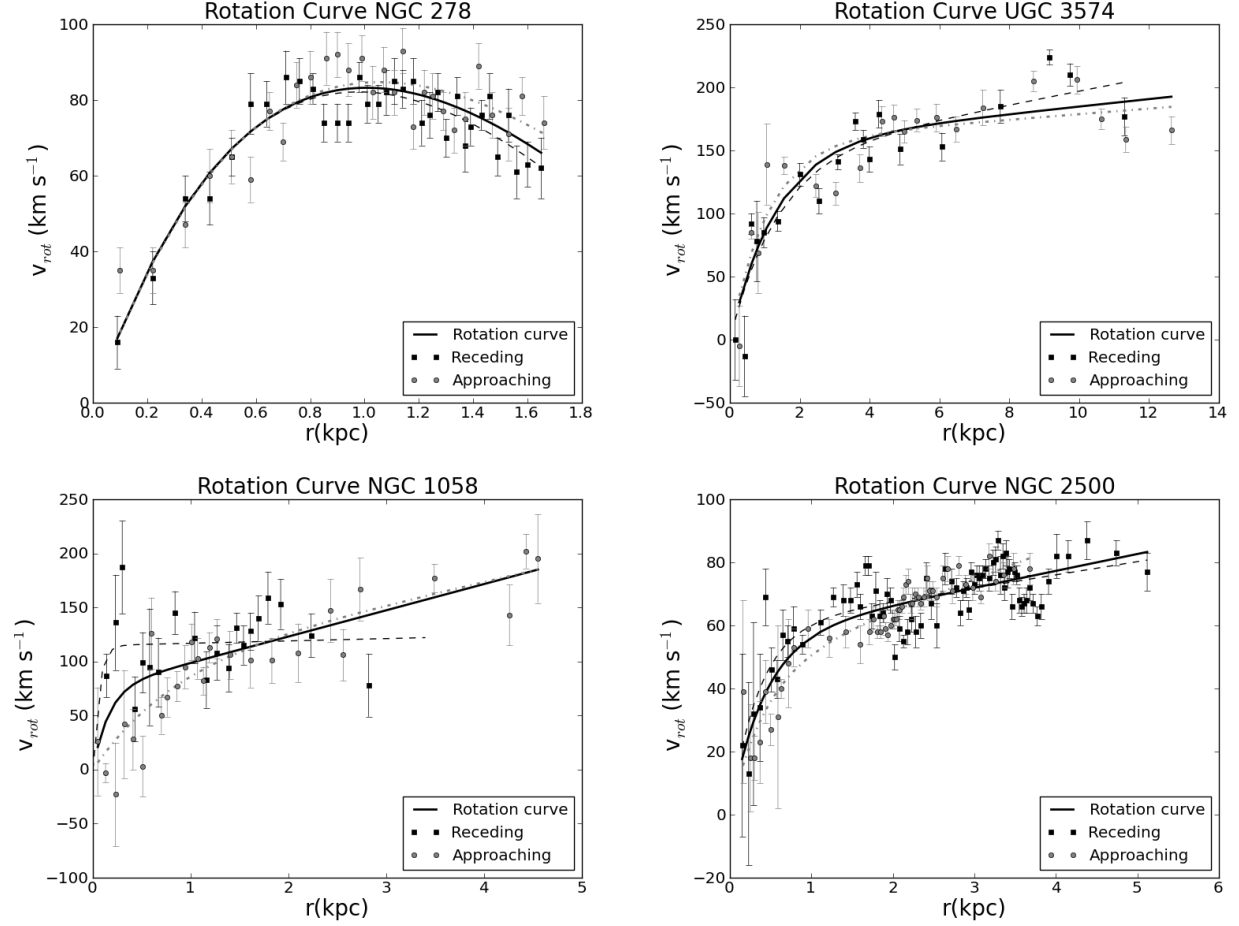 Rotation Curve NGC 278
100
80
60
40
20
0
0.0 0.2 0.4 0.6 0.8 1.0 1.2 1.4 1.6 1.8
v_rot (km s⁻¹)
r(kpc)
Rotation curve
Receding
Approaching
Rotation Curve UGC 3574
250
200
150
100
50
0
−50
0 2 4 6 8 10 12 14
v_rot (km s⁻¹)
r(kpc)
Rotation curve
Receding
Approaching
Rotation Curve NGC 1058
250
200
150
100
50
0
−50
−100
0 1 2 3 4 5
v_rot (km s⁻¹)
r(kpc)
Rotation curve
Receding
Approaching
Rotation Curve NGC 2500
100
80
60
40
20
0
−20
0 1 2 3 4 5 6
v_rot (km s⁻¹)
r(kpc)
Rotation curve
Receding
Approaching